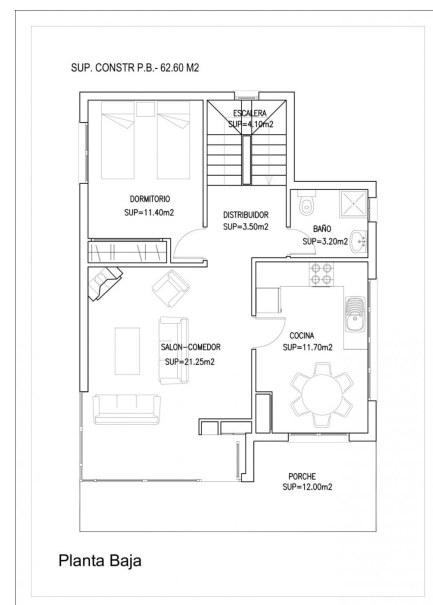 SUP. CONSTR P.B.- 62.60 M2
ESCALERA
SUP=4.10m2
DORMITORIO
SUP=11.40m2
DISTRIBUIDOR
SUP=3.50m2
BAÑO
SUP=3.20m2
SALON-COMEDOR
SUP=21.25m2
COCINA
SUP=11.70m2
PORCHE
SUP=12.00m2
Planta Baja